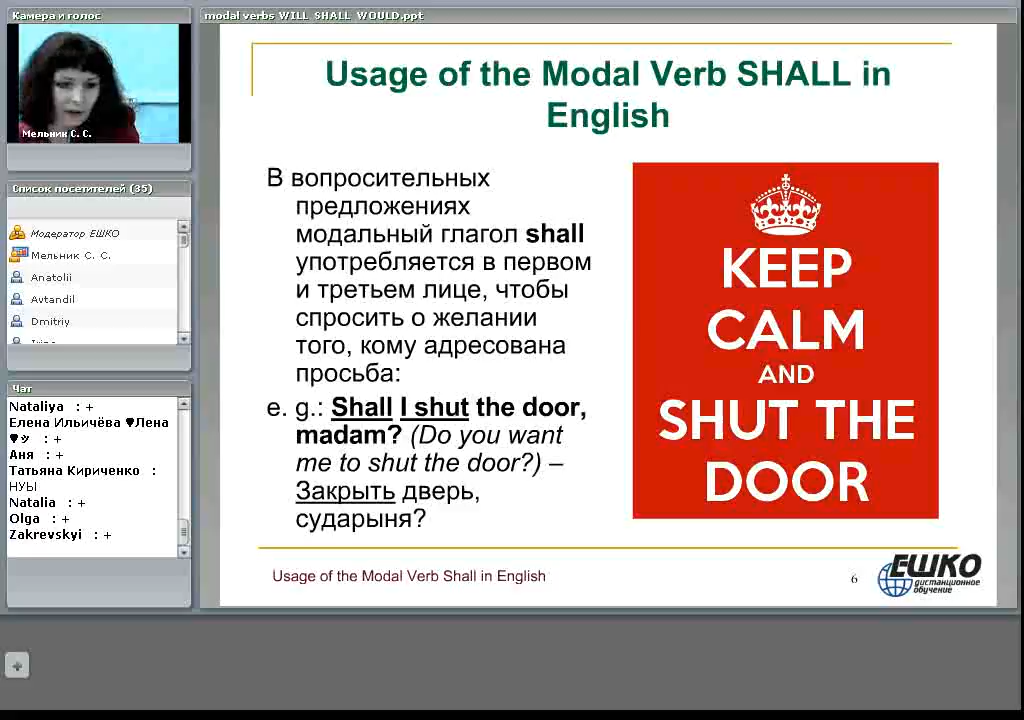 Камера и голос
Мельник С. С.
Список посетителей (35)
Модератор ЕШКО
Мельник С. С.
Anatolii
Avtandil
Dmitriy
Чат
Nataliya : +
Елена Ильичёва ♥Лена
♥ッ : +
Аня : +
Татьяна Кириченко :
НУЫ
Natalia : +
Olga : +
Zakrevskyi : +
modal verbs WILL SHALL WOULD.ppt
Usage of the Modal Verb SHALL in
English
В вопросительных
предложениях
модальный глагол shall
употребляется в первом
и третьем лице, чтобы
спросить о желании
того, кому адресована
просьба:
e. g.: Shall I shut the door,
madam? (Do you want
me to shut the door?) –
Закрыть дверь,
сударыня?
KEEP
CALM
AND
SHUT THE
DOOR
Usage of the Modal Verb Shall in English
6
ЕШКО
дистанционное
обучение